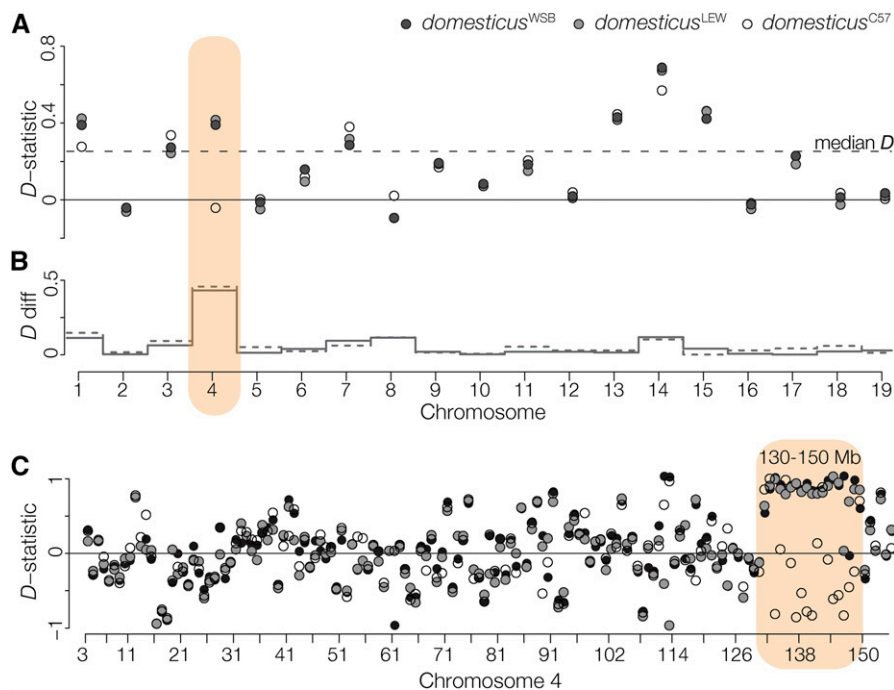 A
domesticusWSB domesticusLEW domesticusC57
0.8
0.4
0
D–statistic
median D
B
0.5
0
D diff
1 2 3 4 5 6 7 8 9 10 11 12 13 14 15 16 17 18 19
Chromosome
C
130-150 Mb
1
0
−1
D–statistic
3 11 21 31 41 51 61 71 81 91 102 114 126 138 150
Chromosome 4